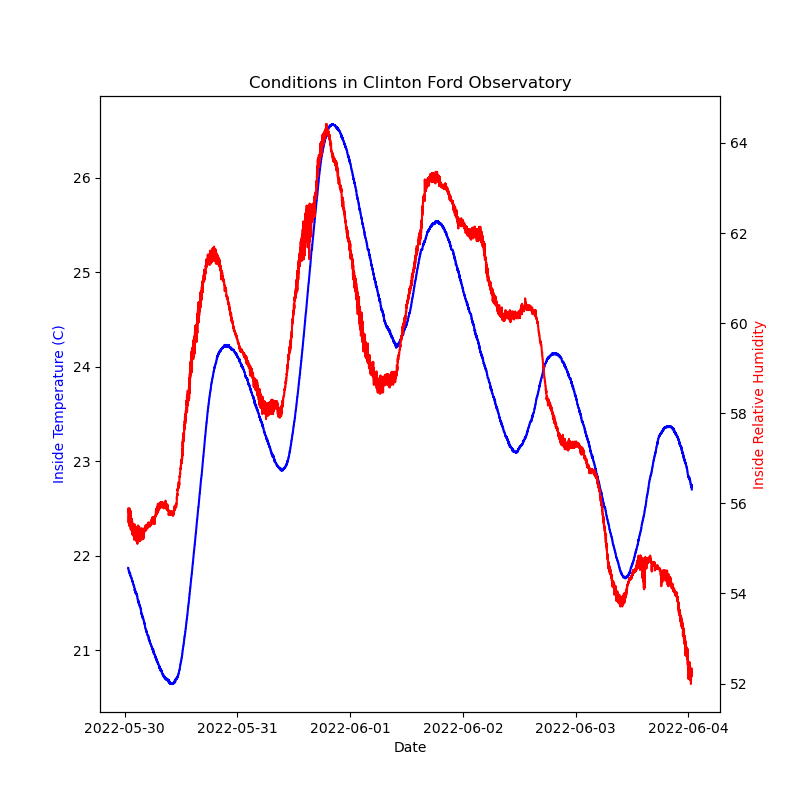 Conditions in Clinton Ford Observatory
Inside Temperature (C)
26
25
24
23
22
21
64
62
60
58
56
54
52
Inside Relative Humidity
2022-05-30 2022-05-31 2022-06-01 2022-06-02 2022-06-03 2022-06-04
Date